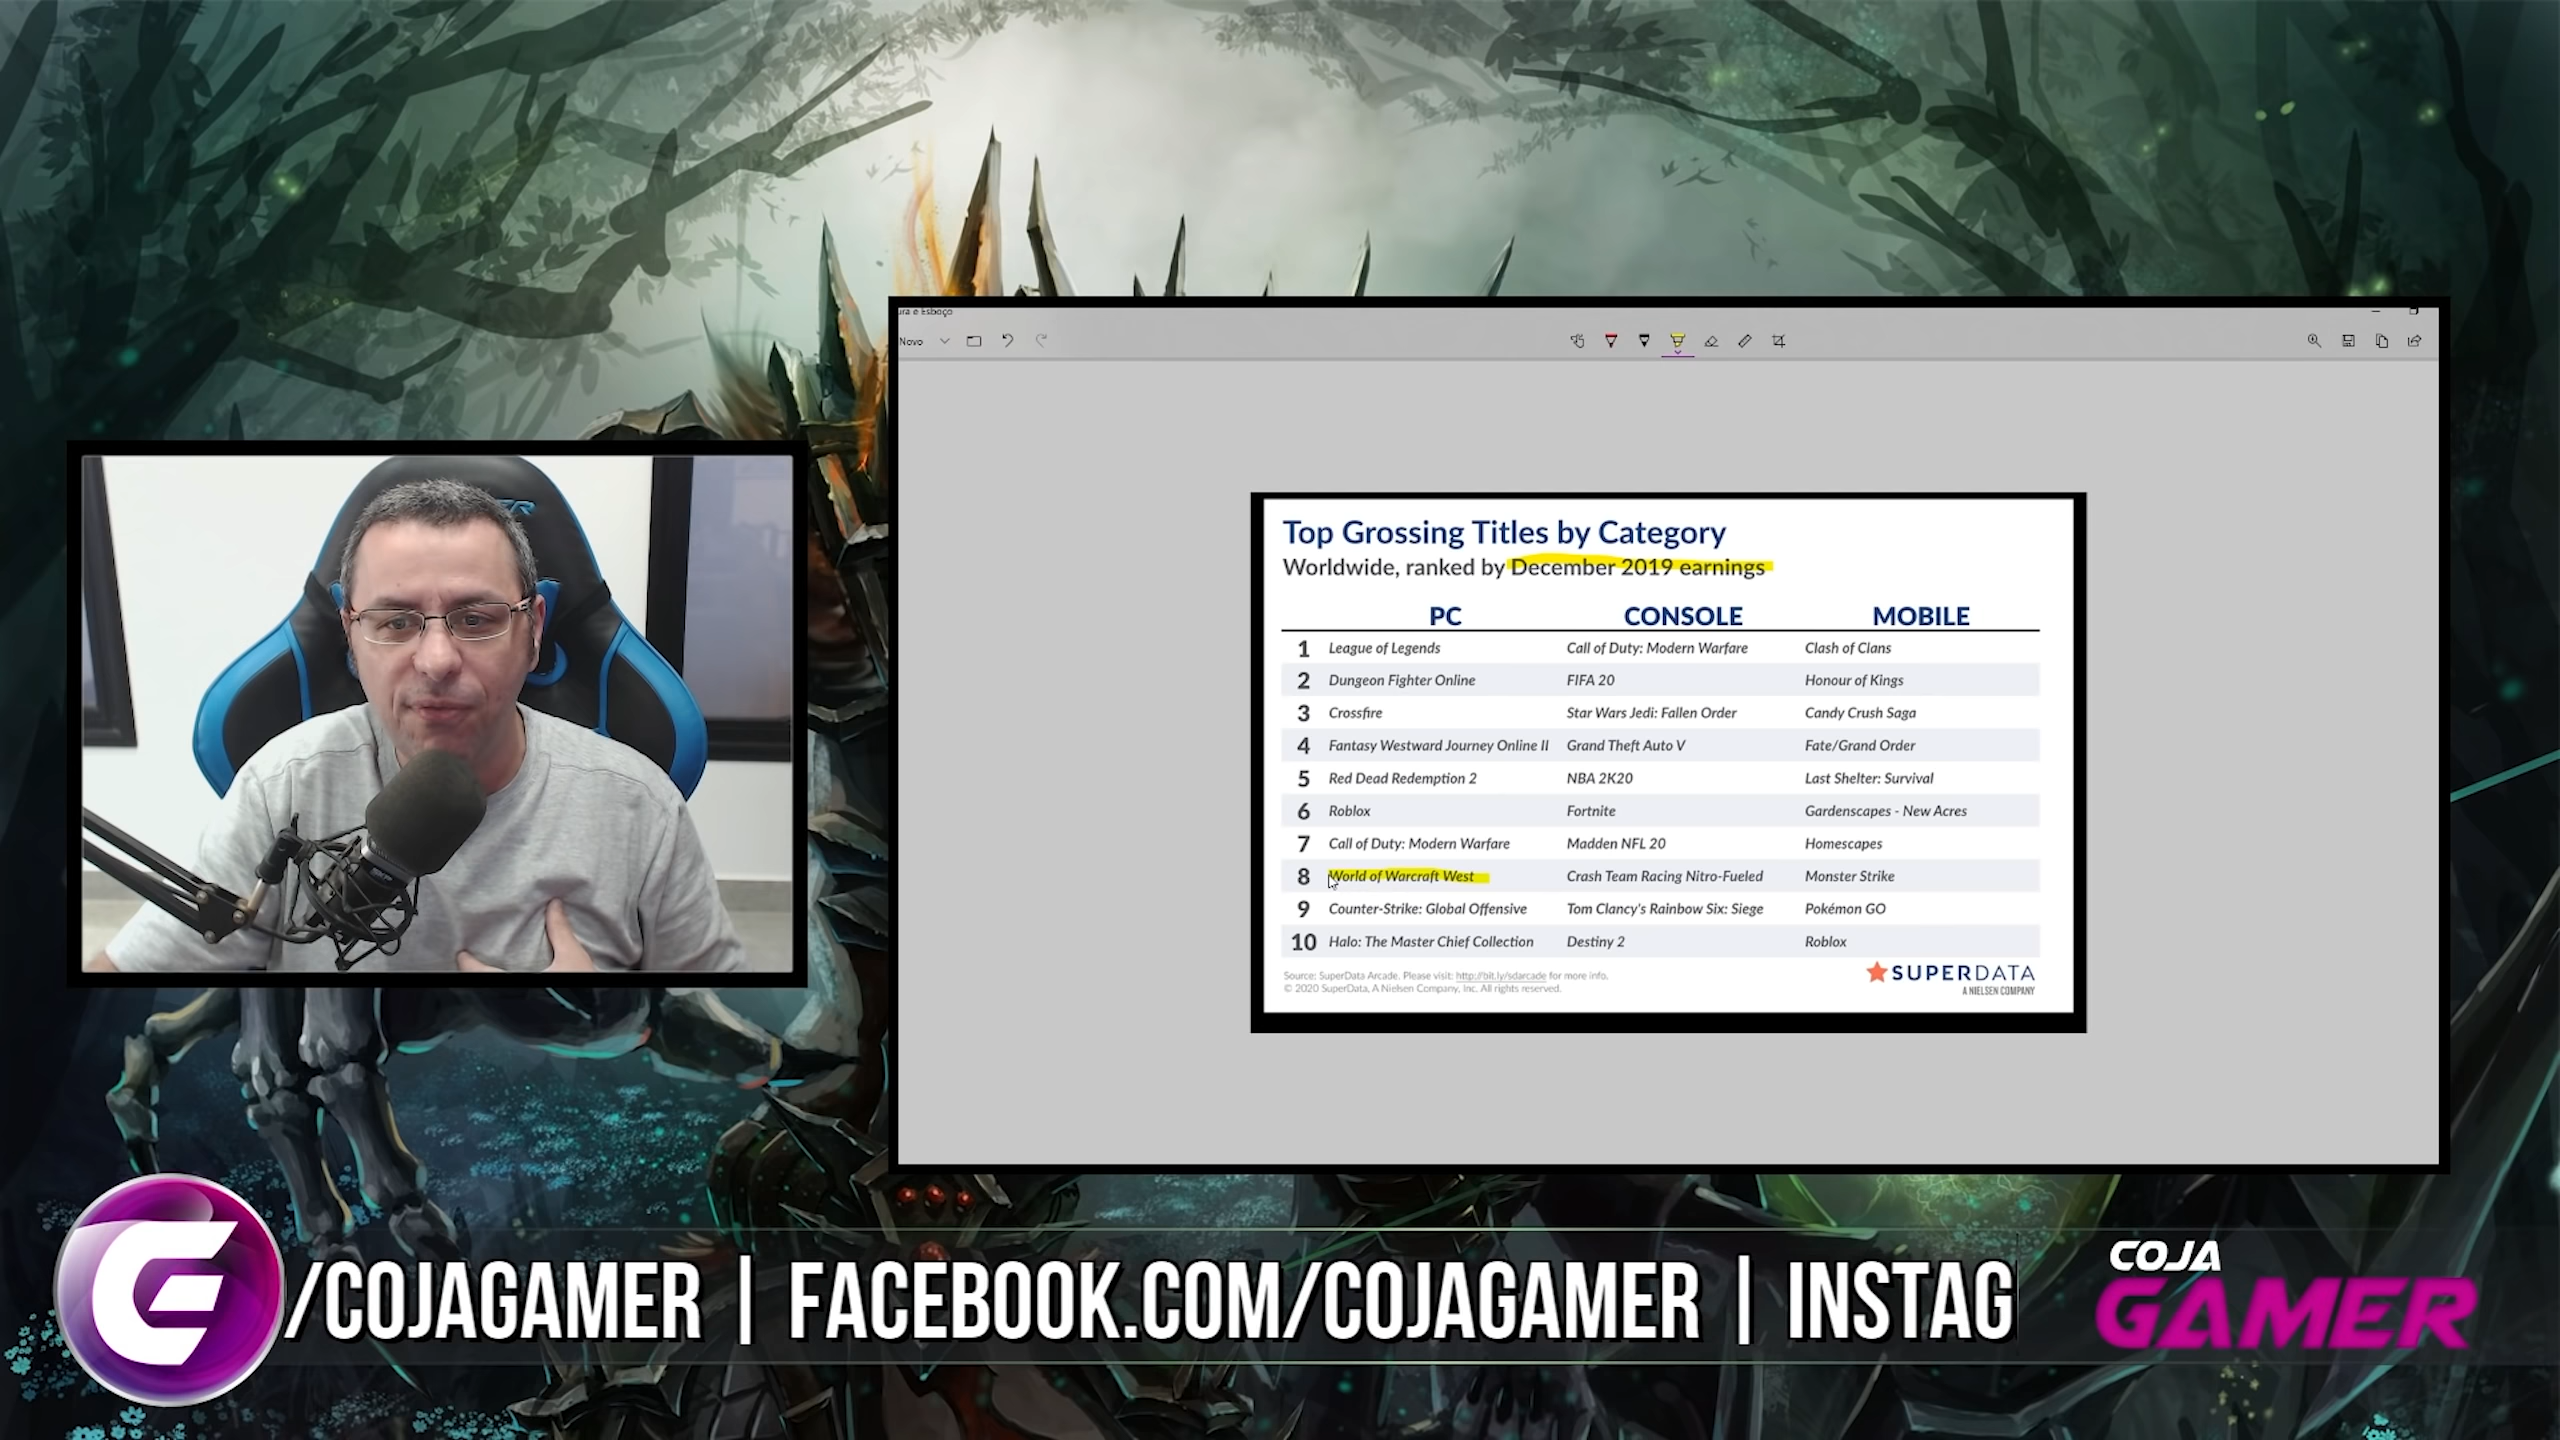 ura e Esboço
Novo
Top Grossing Titles by Category
Worldwide, ranked by December 2019 earnings
PC CONSOLE MOBILE
1 League of Legends Call of Duty: Modern Warfare Clash of Clans
2 Dungeon Fighter Online FIFA 20 Honour of Kings
3 Crossfire Star Wars Jedi: Fallen Order Candy Crush Saga
4 Fantasy Westward Journey Online II Grand Theft Auto V Fate/Grand Order
5 Red Dead Redemption 2 NBA 2K20 Last Shelter: Survival
6 Roblox Fortnite Gardenscapes - New Acres
7 Call of Duty: Modern Warfare Madden NFL 20 Homescapes
8 World of Warcraft West Crash Team Racing Nitro-Fueled Monster Strike
9 Counter-Strike: Global Offensive Tom Clancy's Rainbow Six: Siege Pokémon GO
10 Halo: The Master Chief Collection Destiny 2 Roblox
Source: SuperData Arcade. Please visit: http://bit.ly/sdarcade for more info.
© 2020 SuperData, A Nielsen Company, Inc. All rights reserved.
SUPERDATA
A NIELSEN COMPANY
/COJAGAMER | FACEBOOK.COM/COJAGAMER | INSTAG
COJA
GAMER